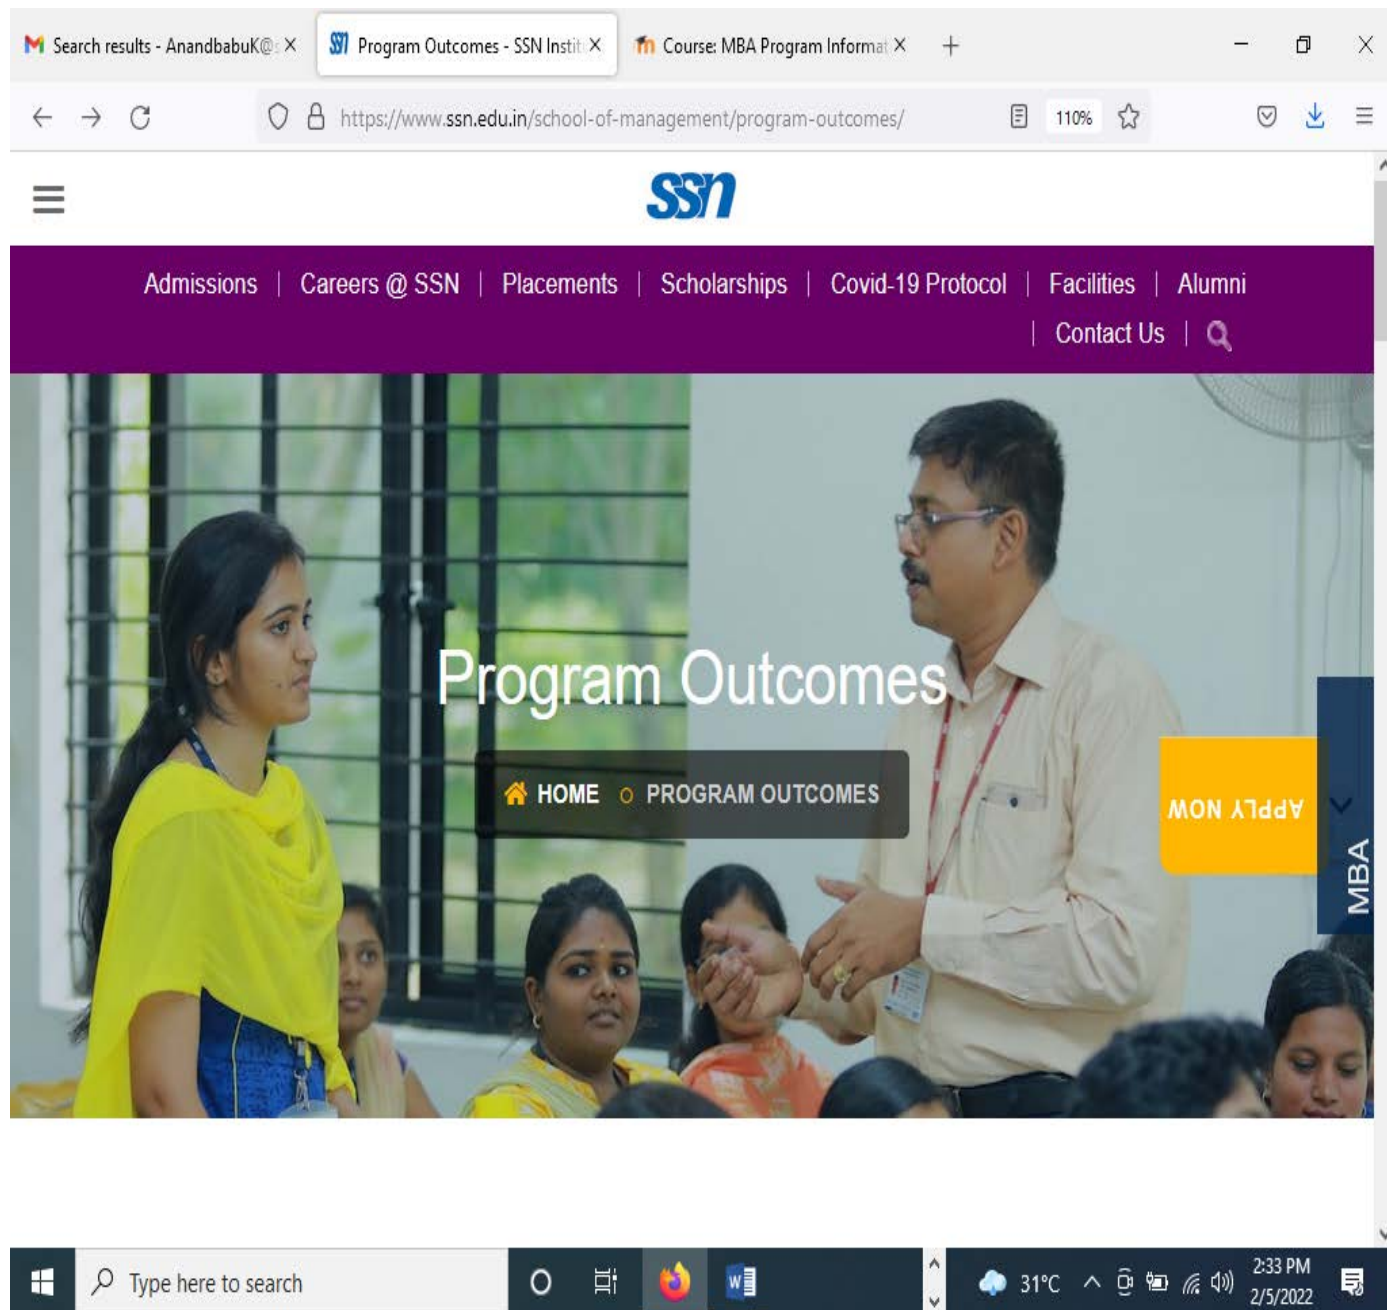 Search results - AnandbabuK@s
Program Outcomes - SSN Instit
Course: MBA Program Informat
https://www.ssn.edu.in/school-of-management/program-outcomes/
110%
ssn
Admissions | Careers @ SSN | Placements | Scholarships | Covid-19 Protocol | Facilities | Alumni
| Contact Us |
Program Outcomes
HOME o PROGRAM OUTCOMES
APPLY NOW
MBA
Type here to search
31°C
2:33 PM
2/5/2022